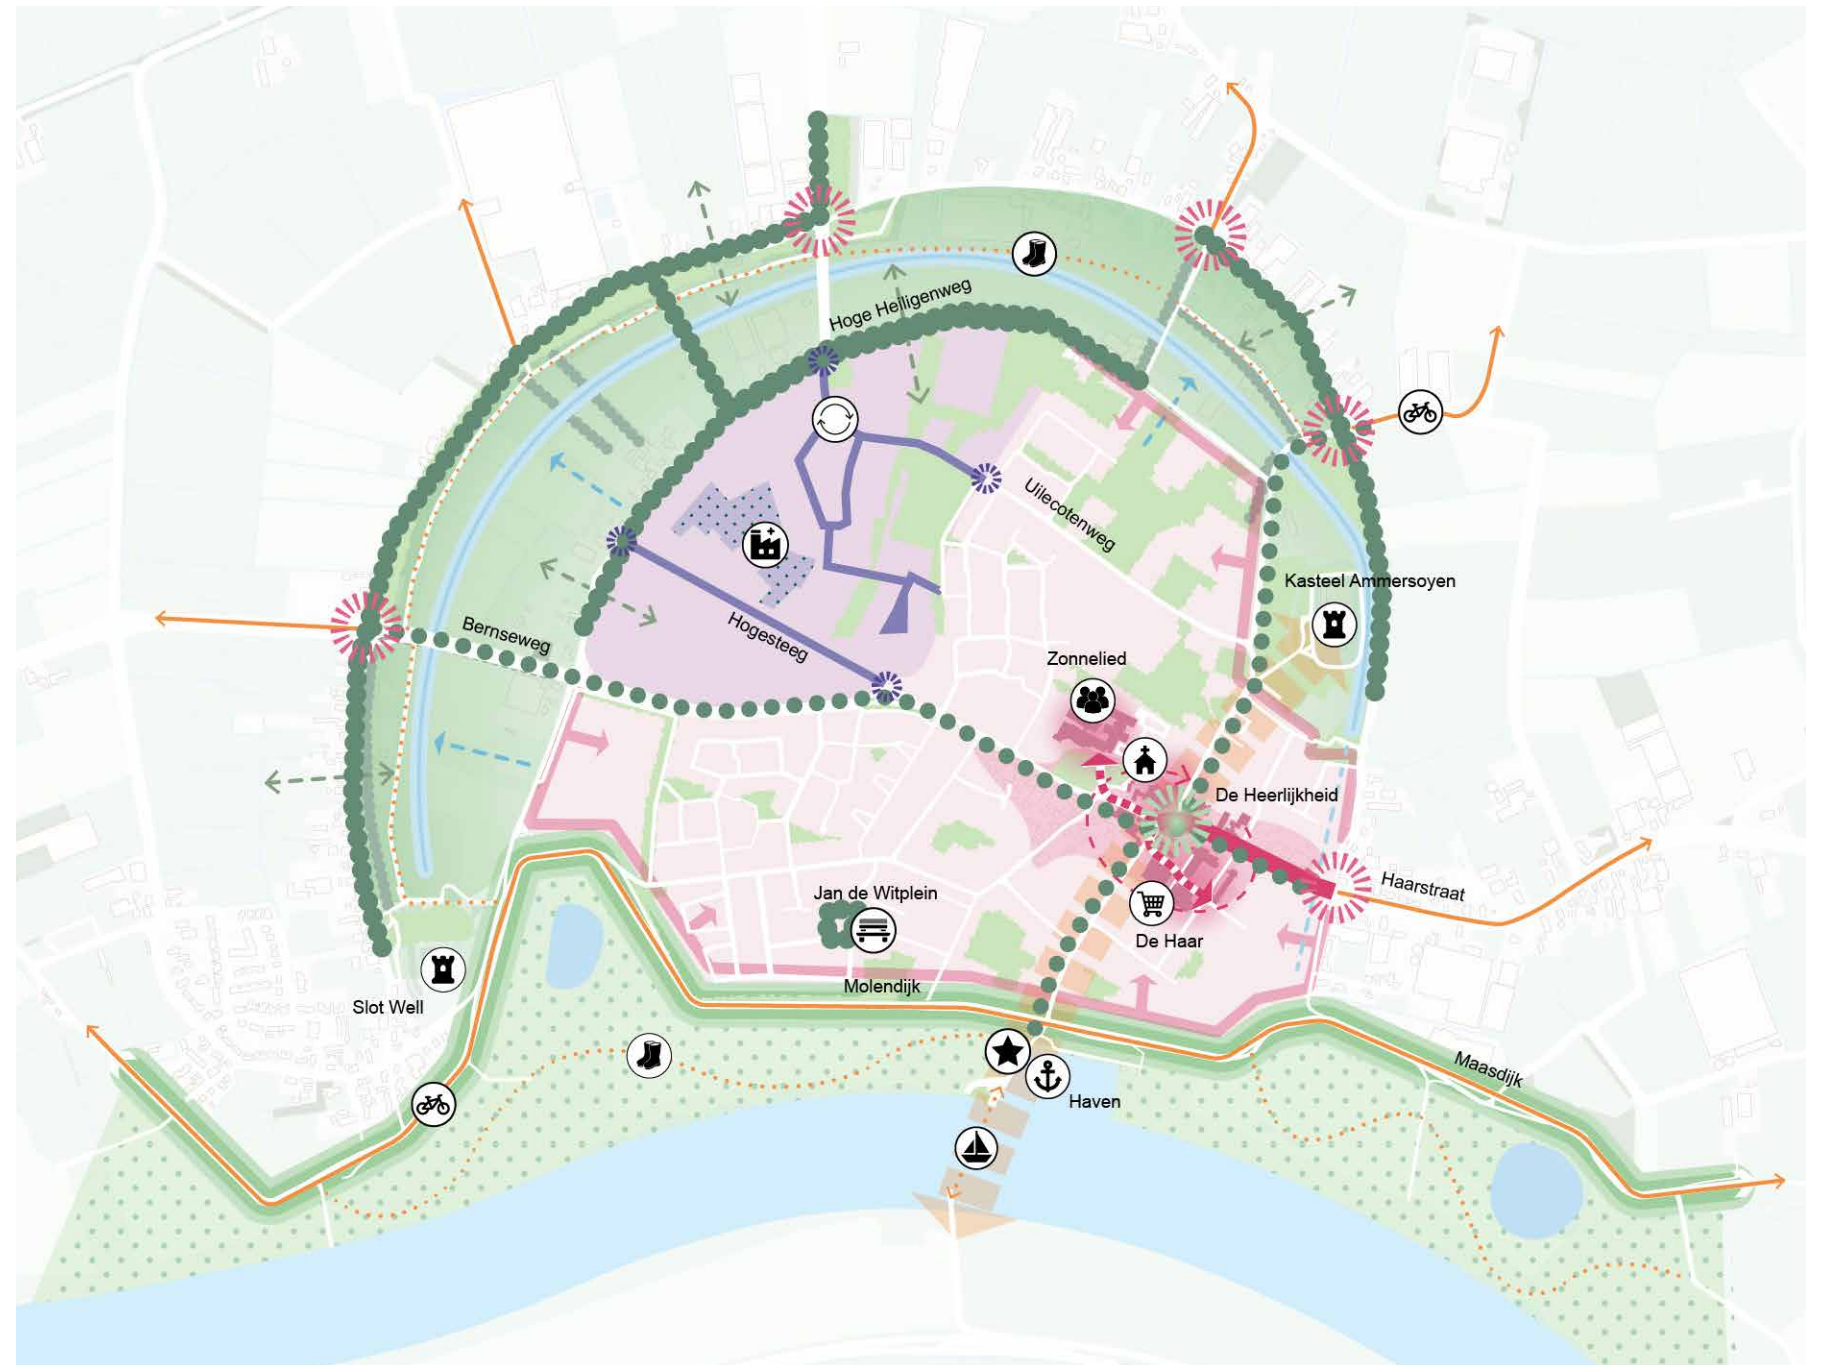 Hoge Heiligenweg
Uilecotenweg
Kasteel Ammersoyen
Bernseweg
Hogesteeg
Zonnelied
De Heerlijkheid
Haarstraat
Jan de Witplein
De Haar
Molendijk
Slot Well
Maasdijk
Haven